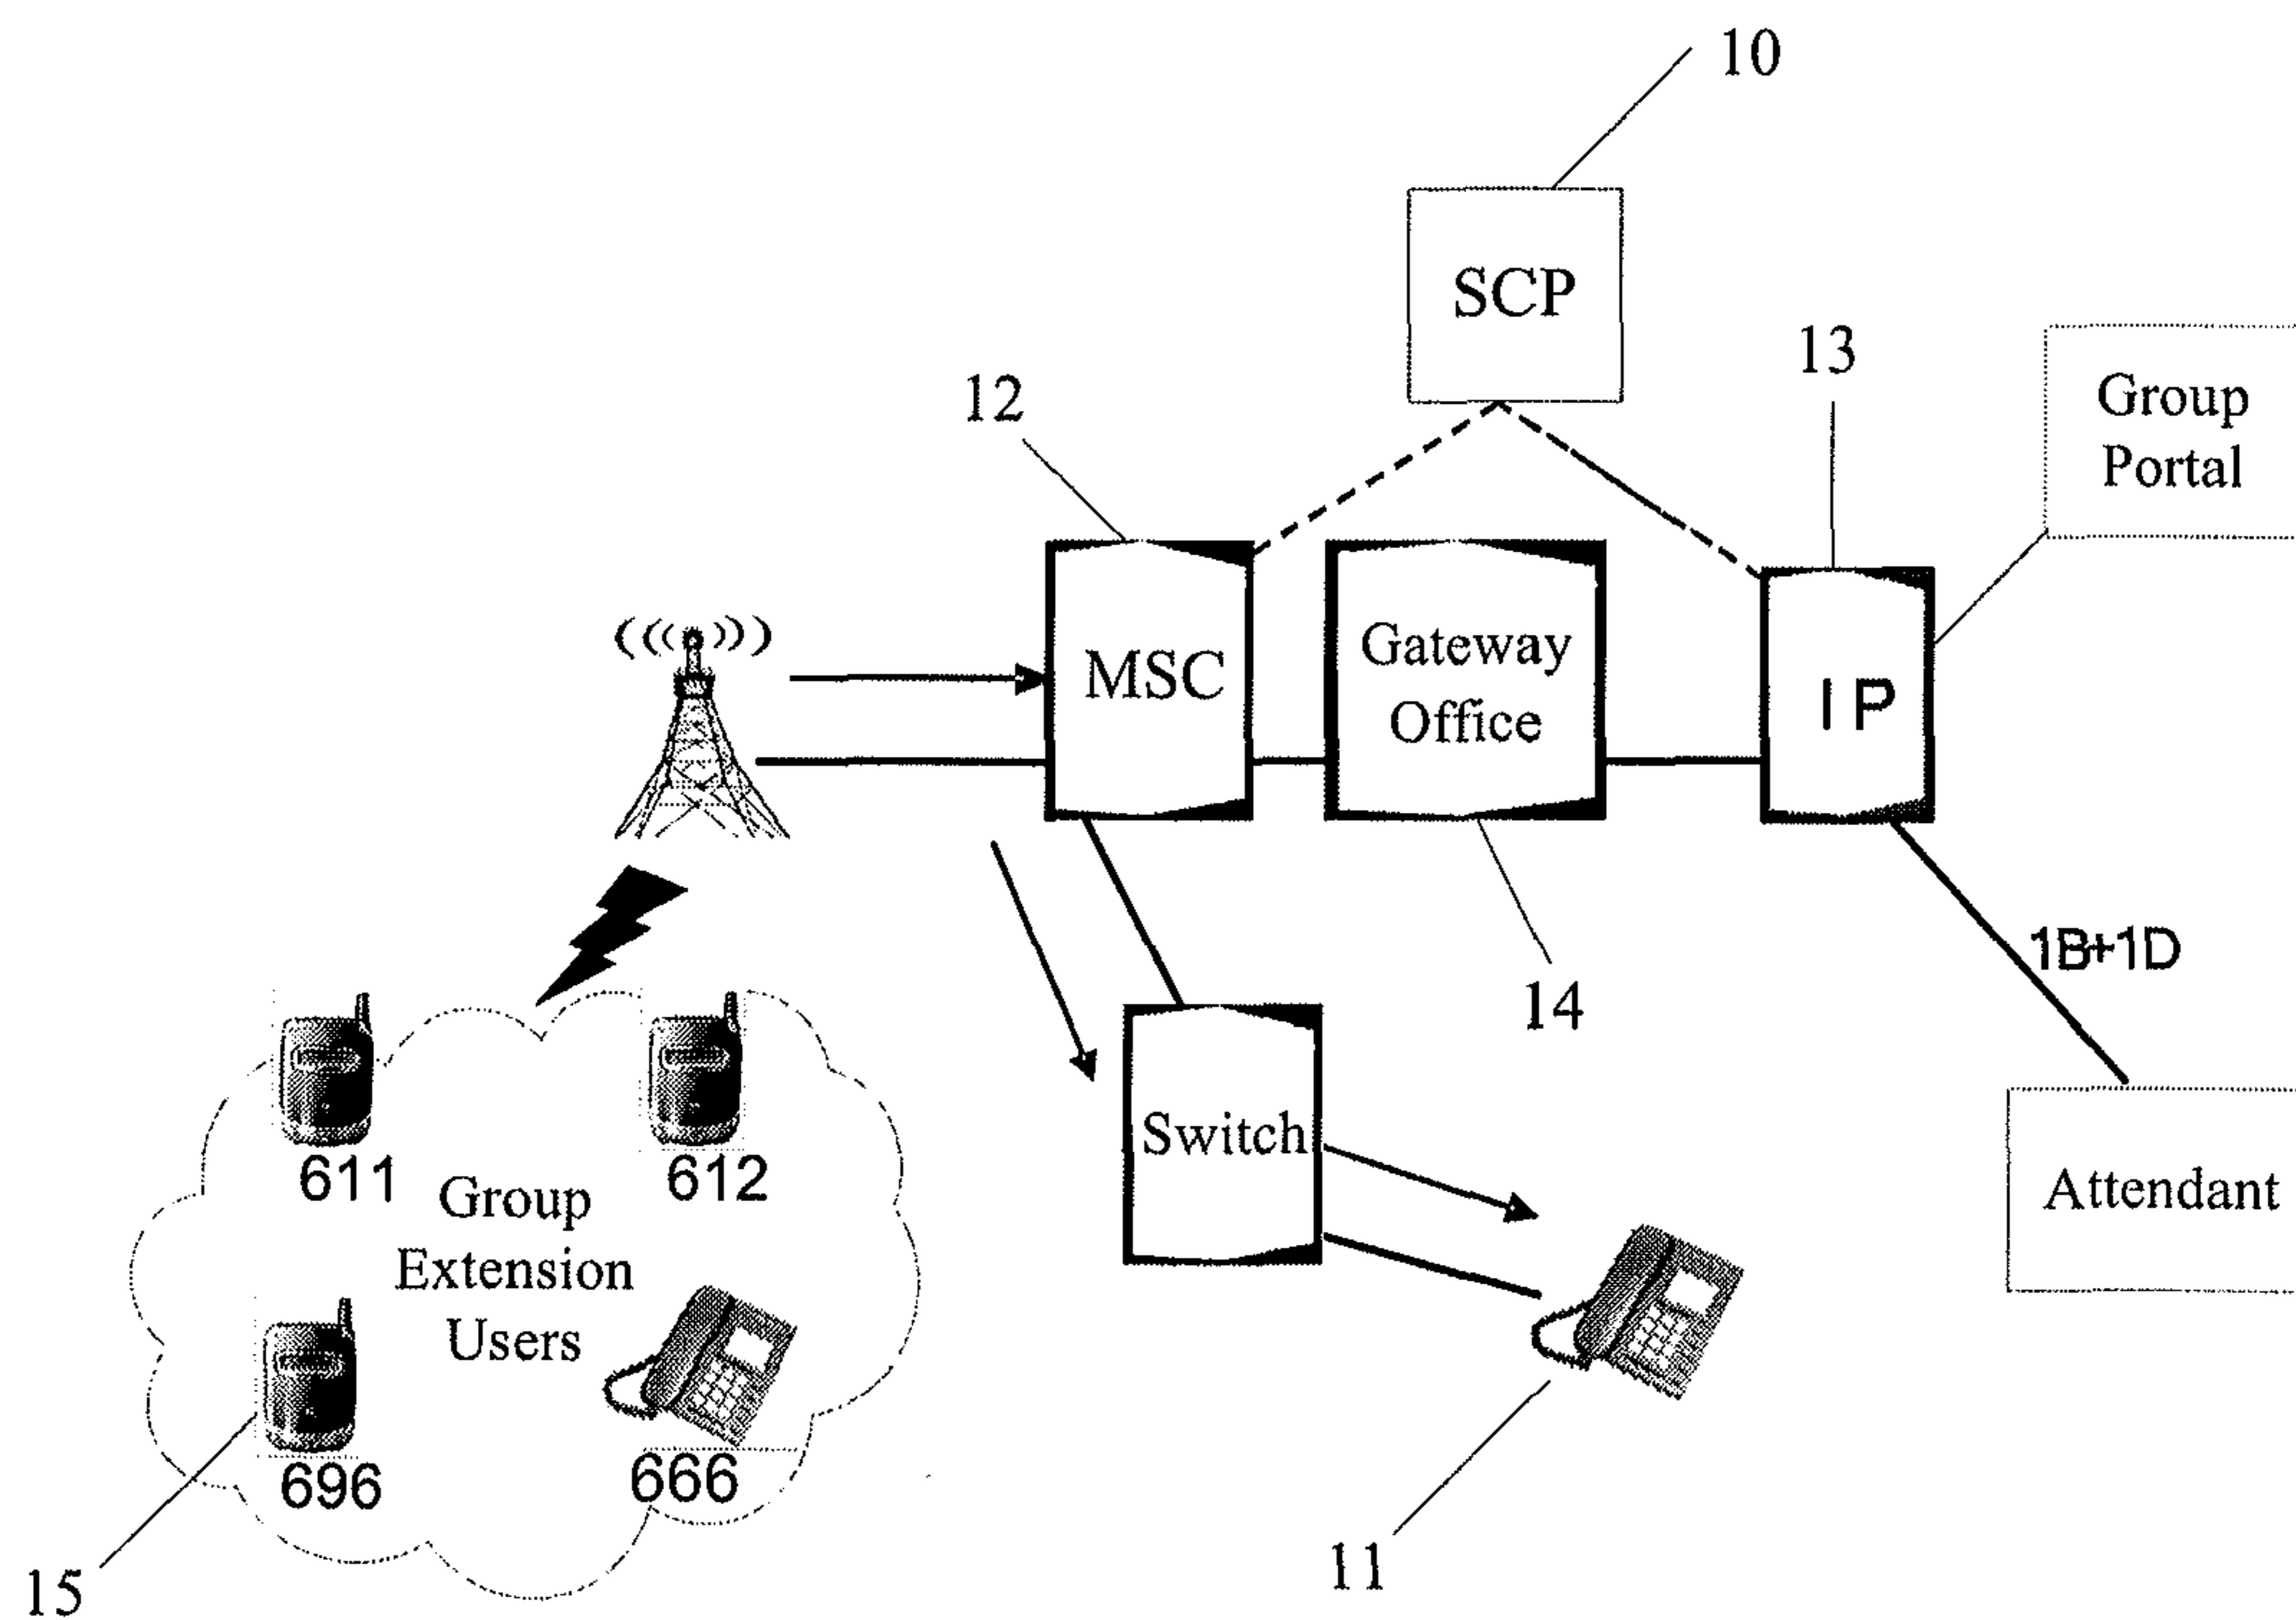 10
SCP
13
Group
Portal
12
MSC
Gateway
Office
I P
1B+1D
14
Switch
Attendant
611
612
Group
Extension
Users
696
666
15
11